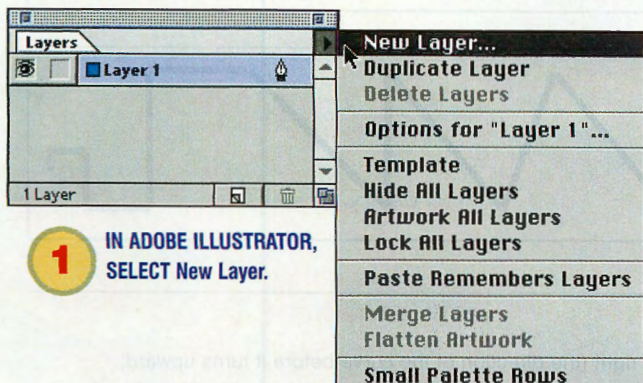 Layers
Layer 1
1 Layer
New Layer...
Duplicate Layer
Delete Layers
Options for "Layer 1"...
Template
Hide All Layers
Artwork All Layers
Lock All Layers
Paste Remembers Layers
Merge Layers
Flatten Artwork
Small Palette Rows
1
IN ADOBE ILLUSTRATOR,
SELECT New Layer.